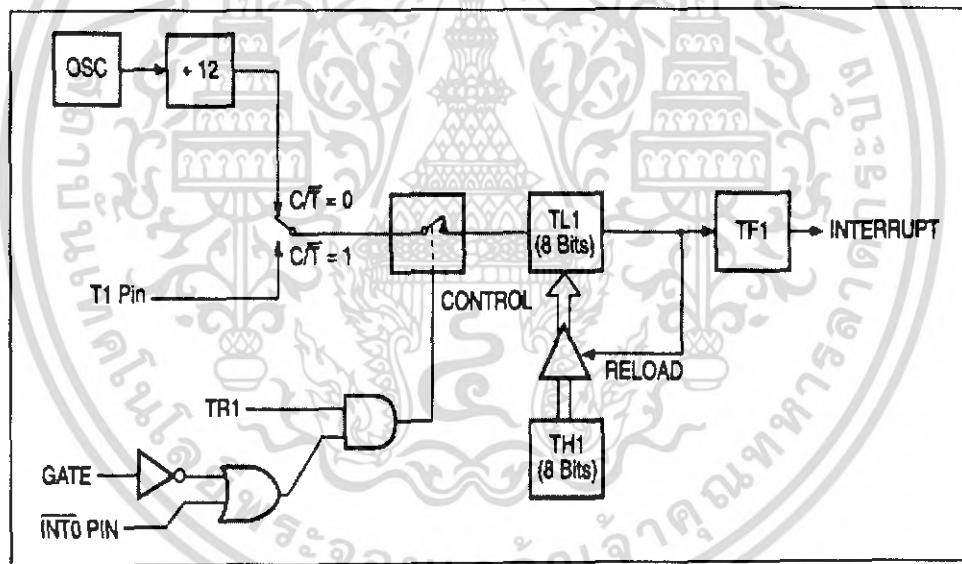 OSC
÷ 12
C/T̅ = 0
C/T̅ = 1
T1 Pin
CONTROL
TL1
(8 Bits)
TF1
INTERRUPT
RELOAD
TH1
(8 Bits)
TR1
GATE
I̅N̅T̅0̅ PIN